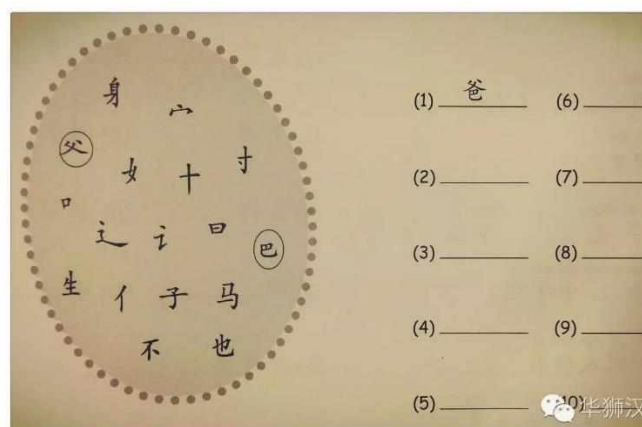 身
宀
父 女 十 寸
口
辶 讠 曰 巴
生 亻 子 马
不 也
(1) 爸 (6)
(2) (7)
(3) (8)
(4) (9)
(5) (10)
华狮汉